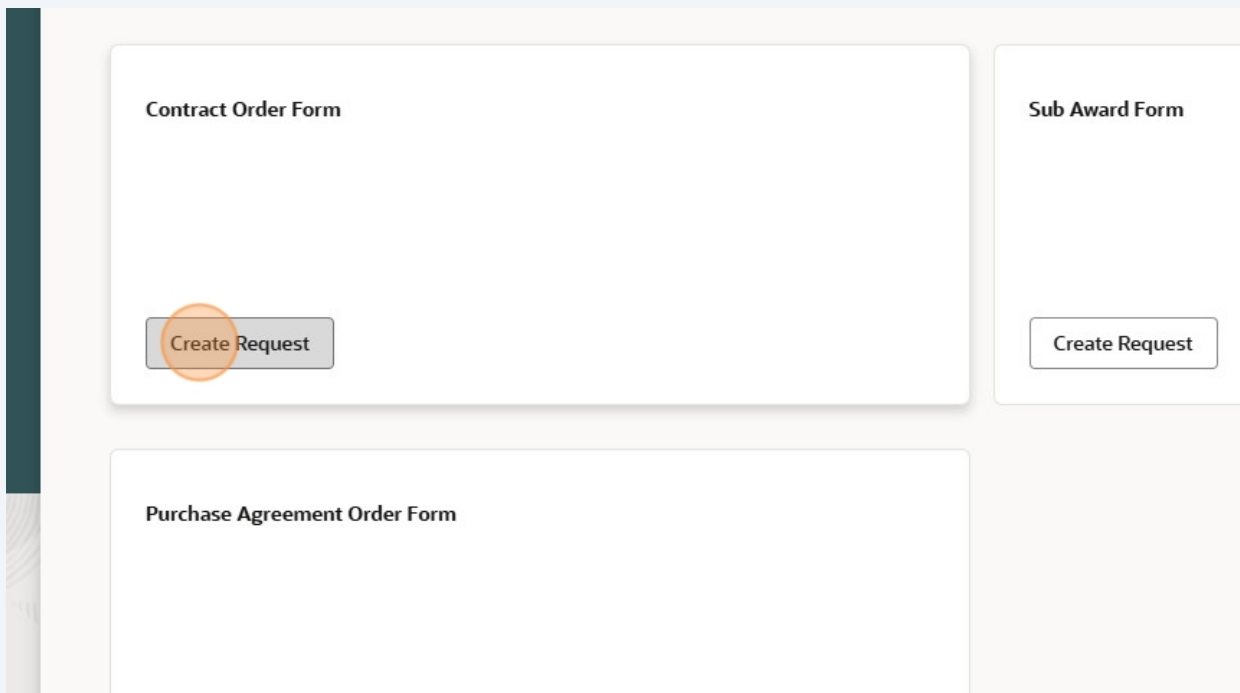 Contract Order Form
Sub Award Form
Create Request
Create Request
Purchase Agreement Order Form